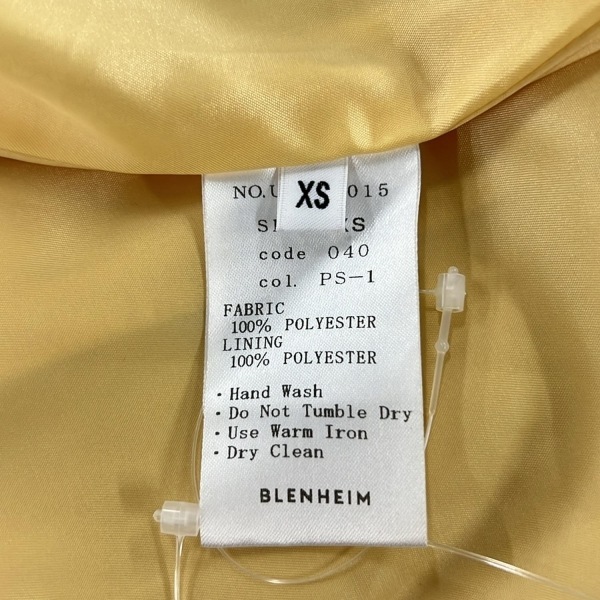 NO. 015
XS
code 040
col. PS-1
FABRIC
100% POLYESTER
LINING
100% POLYESTER
· Hand Wash
· Do Not Tumble Dry
· Use Warm Iron
· Dry Clean
BLENHEIM